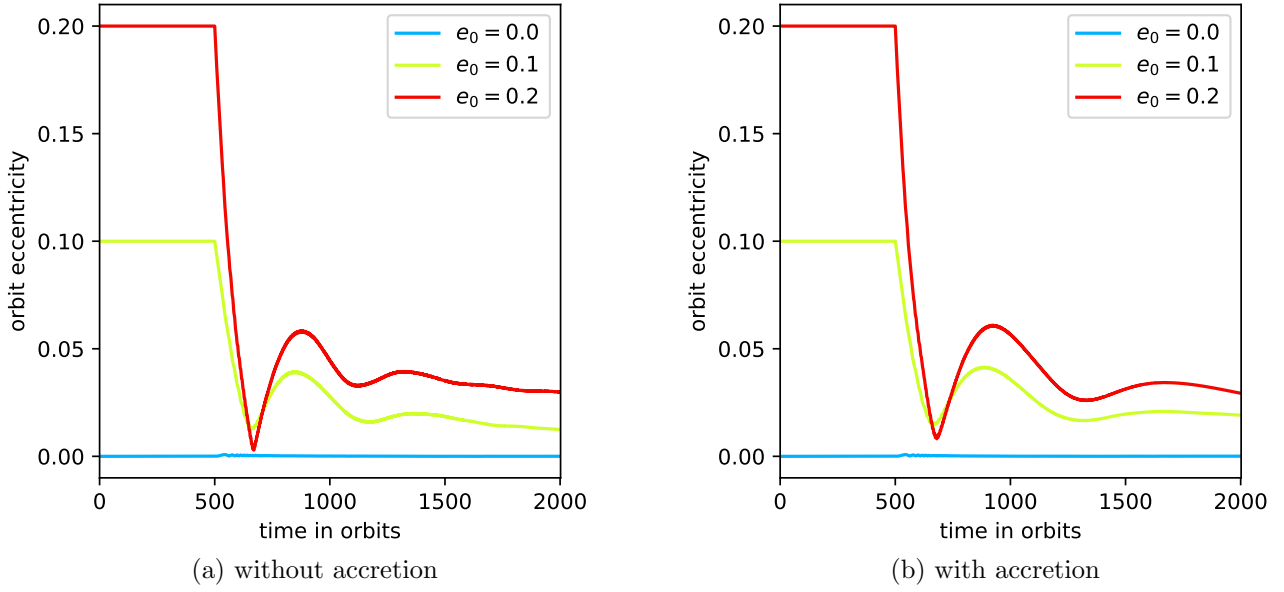 0.20
0.15
0.10
0.05
0.00
orbit eccentricity
0
500
1000
1500
2000
time in orbits
e₀ = 0.0
e₀ = 0.1
e₀ = 0.2
(a) without accretion
0.20
0.15
0.10
0.05
0.00
orbit eccentricity
0
500
1000
1500
2000
time in orbits
e₀ = 0.0
e₀ = 0.1
e₀ = 0.2
(b) with accretion